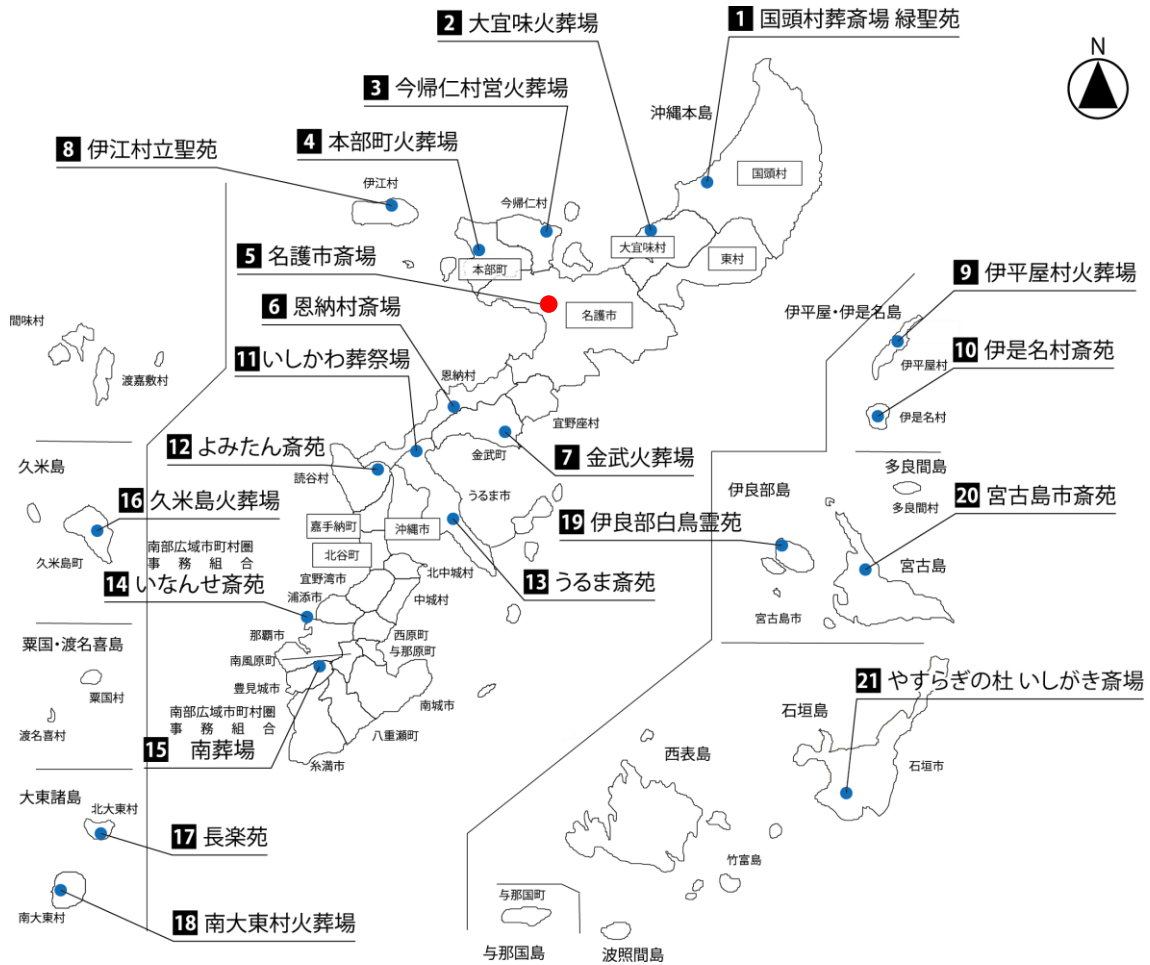 1 国頭村葬斎場 緑聖苑
2 大宜味火葬場
N
3 今帰仁村営火葬場
沖縄本島
4 本部町火葬場
8 伊江村立聖苑
国頭村
伊江村
今帰仁村
大宜味村
東村
5 名護市斎場
本部町
9 伊平屋村火葬場
6 恩納村斎場
名護市
伊平屋・伊是名島
間味村
10 伊是名村斎苑
11 いしかわ葬祭場
伊平屋村
渡嘉敷村
恩納村
宜野座村
伊是名村
12 よみたん斎苑
金武町
7 金武火葬場
久米島
読谷村
多良間島
伊良部島
うるま市
20 宮古島市斎苑
16 久米島火葬場
多良間村
嘉手納町
沖縄市
19 伊良部白鳥霊苑
南部広域市町村圏
事務組合
北谷町
久米島町
宮古島
北中城村
14 いなんせ斎苑
宜野湾市
13 うるま斎苑
浦添市
中城村
宮古島市
那覇市
西原町
粟国・渡名喜島
与那原町
南風原町
21 やすらぎの杜 いしがき斎場
豊見城市
粟国村
南城市
石垣島
南部広域市町村圏
事務組合
渡名喜村
八重瀬町
15 南葬場
西表島
石垣市
糸満市
大東諸島
北大東村
17 長楽苑
竹富島
与那国町
南大東村
18 南大東村火葬場
与那国島
波照間島